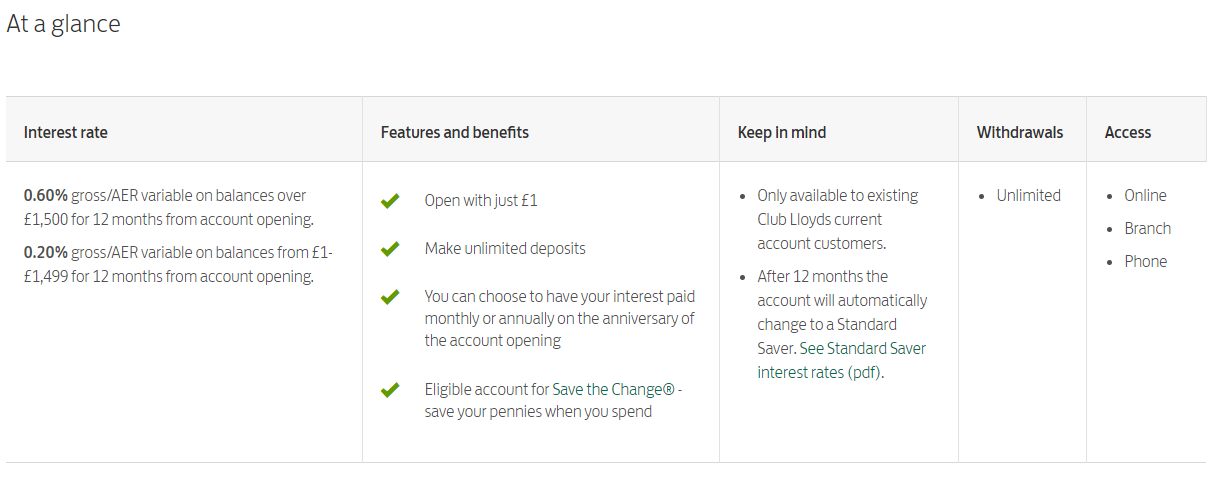 At a glance
Interest rate
Features and benefits
Keep in mind
Withdrawals
Access
0.60% gross/AER variable on balances over
£1,500 for 12 months from account opening.
0.20% gross/AER variable on balances from £1-
£1,499 for 12 months from account opening.
Open with just £1
Make unlimited deposits
You can choose to have your interest paid
monthly or annually on the anniversary of
the account opening
Eligible account for Save the Change® -
save your pennies when you spend
Only available to existing
Club Lloyds current
account customers.
After 12 months the
account will automatically
change to a Standard
Saver. See Standard Saver
interest rates (pdf).
Unlimited
Online
Branch
Phone